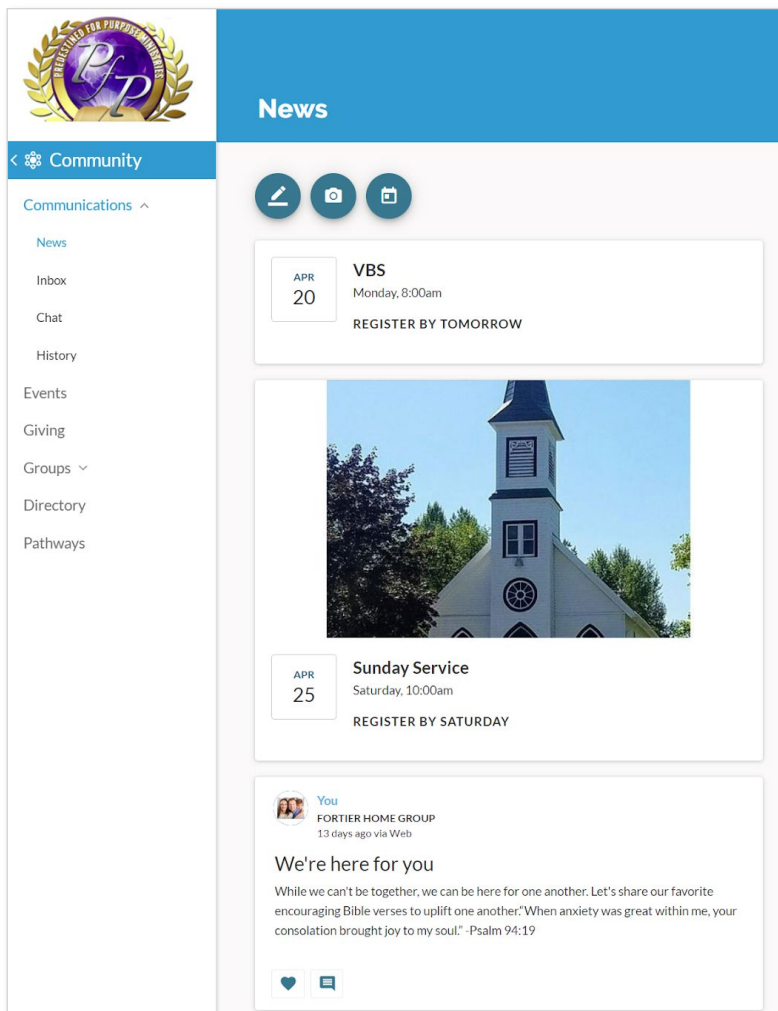 PREDESTINED FOR PURPOSE MINISTRIES
PfP
News
Community
Communications
News
Inbox
Chat
History
Events
Giving
Groups
Directory
Pathways
APR
20
VBS
Monday, 8:00am
REGISTER BY TOMORROW
APR
25
Sunday Service
Saturday, 10:00am
REGISTER BY SATURDAY
You
FORTIER HOME GROUP
13 days ago via Web
We're here for you
While we can't be together, we can be here for one another. Let's share our favorite
encouraging Bible verses to uplift one another.“When anxiety was great within me, your
consolation brought joy to my soul.” -Psalm 94:19